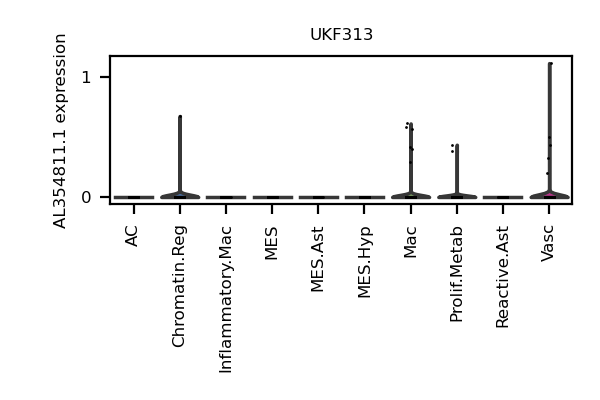 UKF313
AL354811.1 expression
1
0
AC
Chromatin.Reg
Inflammatory.Mac
MES
MES.Ast
MES.Hyp
Mac
Prolif.Metab
Reactive.Ast
Vasc